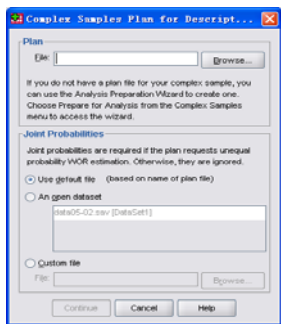 Complex Samples Plan for Descript...
Plan
File:
Browse...
If you do not have a plan file for your complex sample, you
can use the Analysis Preparation Wizard to create one.
Choose Prepare for Analysis from the Complex Samples
menu to access the wizard.
Joint Probabilities
Joint probabilities are required if the plan requests unequal
probability WOR estimation. Otherwise, they are ignored.
Use default file (based on name of plan file)
An open dataset
data05-02.sav [DataSet1]
Custom file
File:
Browse...
Continue Cancel Help